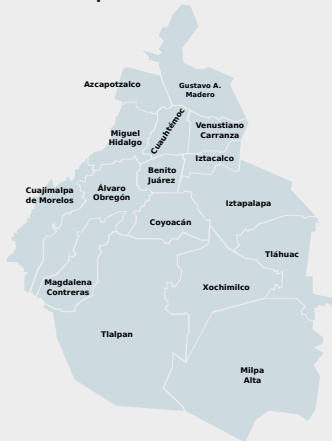 Azcapotzalco
Gustavo A.
Madero
Miguel
Hidalgo
Cuauhtémoc
Venustiano
Carranza
Iztacalco
Benito
Juárez
Cuajimalpa
de Morelos
Álvaro
Obregón
Iztapalapa
Coyoacán
Tláhuac
Magdalena
Contreras
Xochimilco
Tlalpan
Milpa
Alta